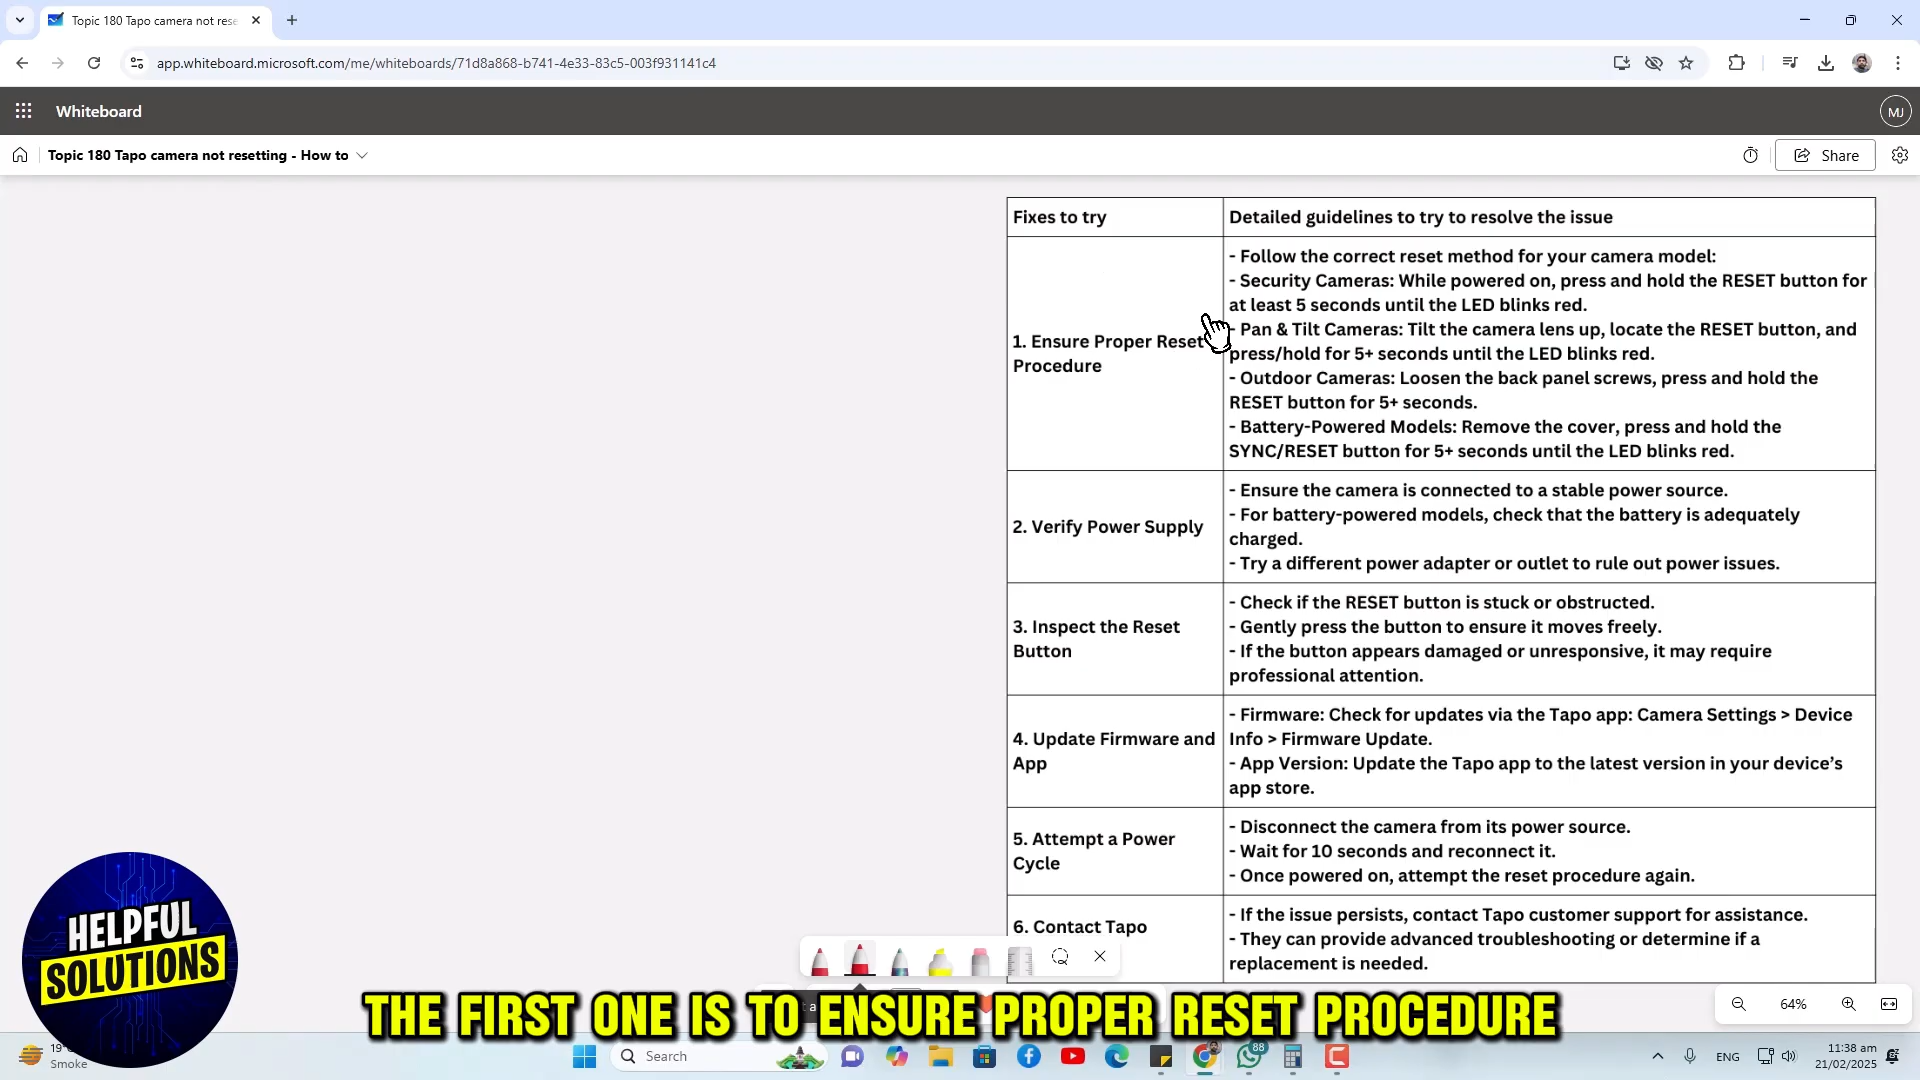 Topic 180 Tapo camera not rese
app.whiteboard.microsoft.com/me/whiteboards/71d8a868-b741-4e33-83c5-003f931141c4
Whiteboard
MJ
Topic 180 Tapo camera not resetting - How to
Share
Fixes to try
Detailed guidelines to try to resolve the issue
1. Ensure Proper Reset
Procedure
- Follow the correct reset method for your camera model:
- Security Cameras: While powered on, press and hold the RESET button for
at least 5 seconds until the LED blinks red.
- Pan & Tilt Cameras: Tilt the camera lens up, locate the RESET button, and
press/hold for 5+ seconds until the LED blinks red.
- Outdoor Cameras: Loosen the back panel screws, press and hold the
RESET button for 5+ seconds.
- Battery-Powered Models: Remove the cover, press and hold the
SYNC/RESET button for 5+ seconds until the LED blinks red.
2. Verify Power Supply
- Ensure the camera is connected to a stable power source.
- For battery-powered models, check that the battery is adequately
charged.
- Try a different power adapter or outlet to rule out power issues.
3. Inspect the Reset
Button
- Check if the RESET button is stuck or obstructed.
- Gently press the button to ensure it moves freely.
- If the button appears damaged or unresponsive, it may require
professional attention.
4. Update Firmware and
App
- Firmware: Check for updates via the Tapo app: Camera Settings > Device
Info > Firmware Update.
- App Version: Update the Tapo app to the latest version in your device's
app store.
5. Attempt a Power
Cycle
- Disconnect the camera from its power source.
- Wait for 10 seconds and reconnect it.
- Once powered on, attempt the reset procedure again.
6. Contact Tapo
- If the issue persists, contact Tapo customer support for assistance.
- They can provide advanced troubleshooting or determine if a
replacement is needed.
HELPFUL
SOLUTIONS
THE FIRST ONE IS TO ENSURE PROPER RESET PROCEDURE
64%
19°
Smoke
Search
88
ENG
11:38 am
21/02/2025